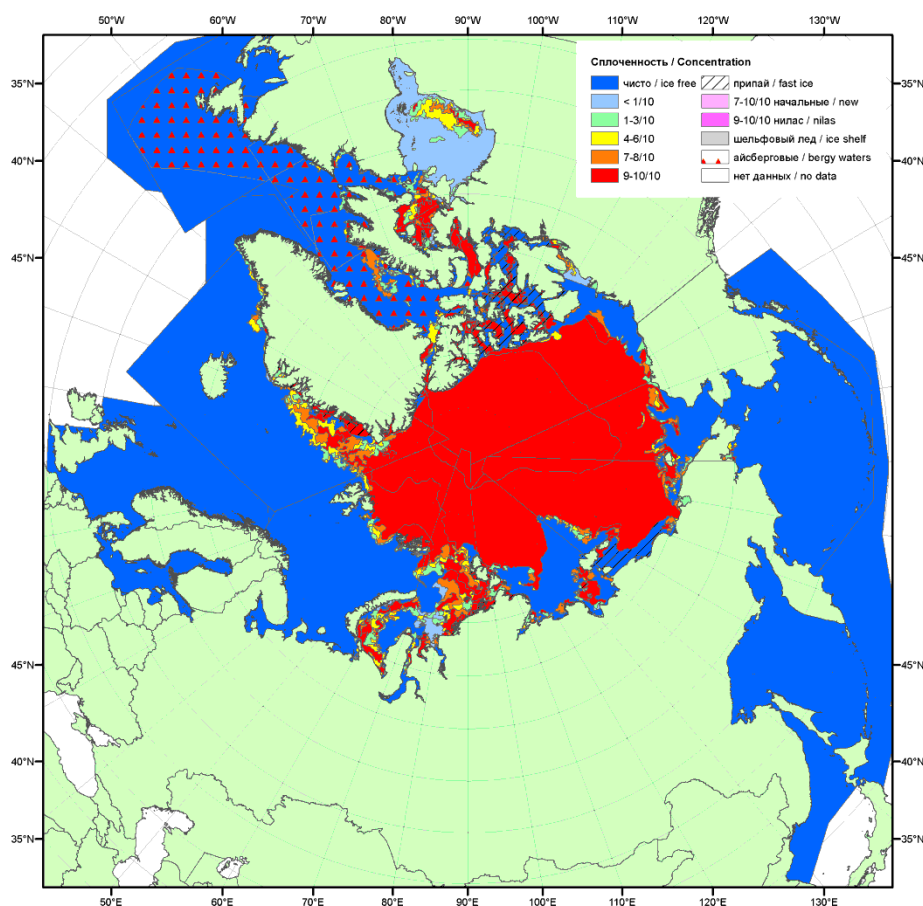 50°W 60°W 70°W 80°W 90°W 100°W 110°W 120°W 130°W
Сплоченность / Concentration
чисто / ice free
< 1/10
1-3/10
4-6/10
7-8/10
9-10/10
припай / fast ice
7-10/10 начальные / new
9-10/10 нилас / nilas
шельфовый лед / ice shelf
айсберговые / bergy waters
нет данных / no data
35°N 35°N
40°N 40°N
45°N 45°N
45°N 45°N
40°N 40°N
35°N 35°N
50°W 60°W 70°W 80°W 90°W 100°W 110°W 120°W 130°W